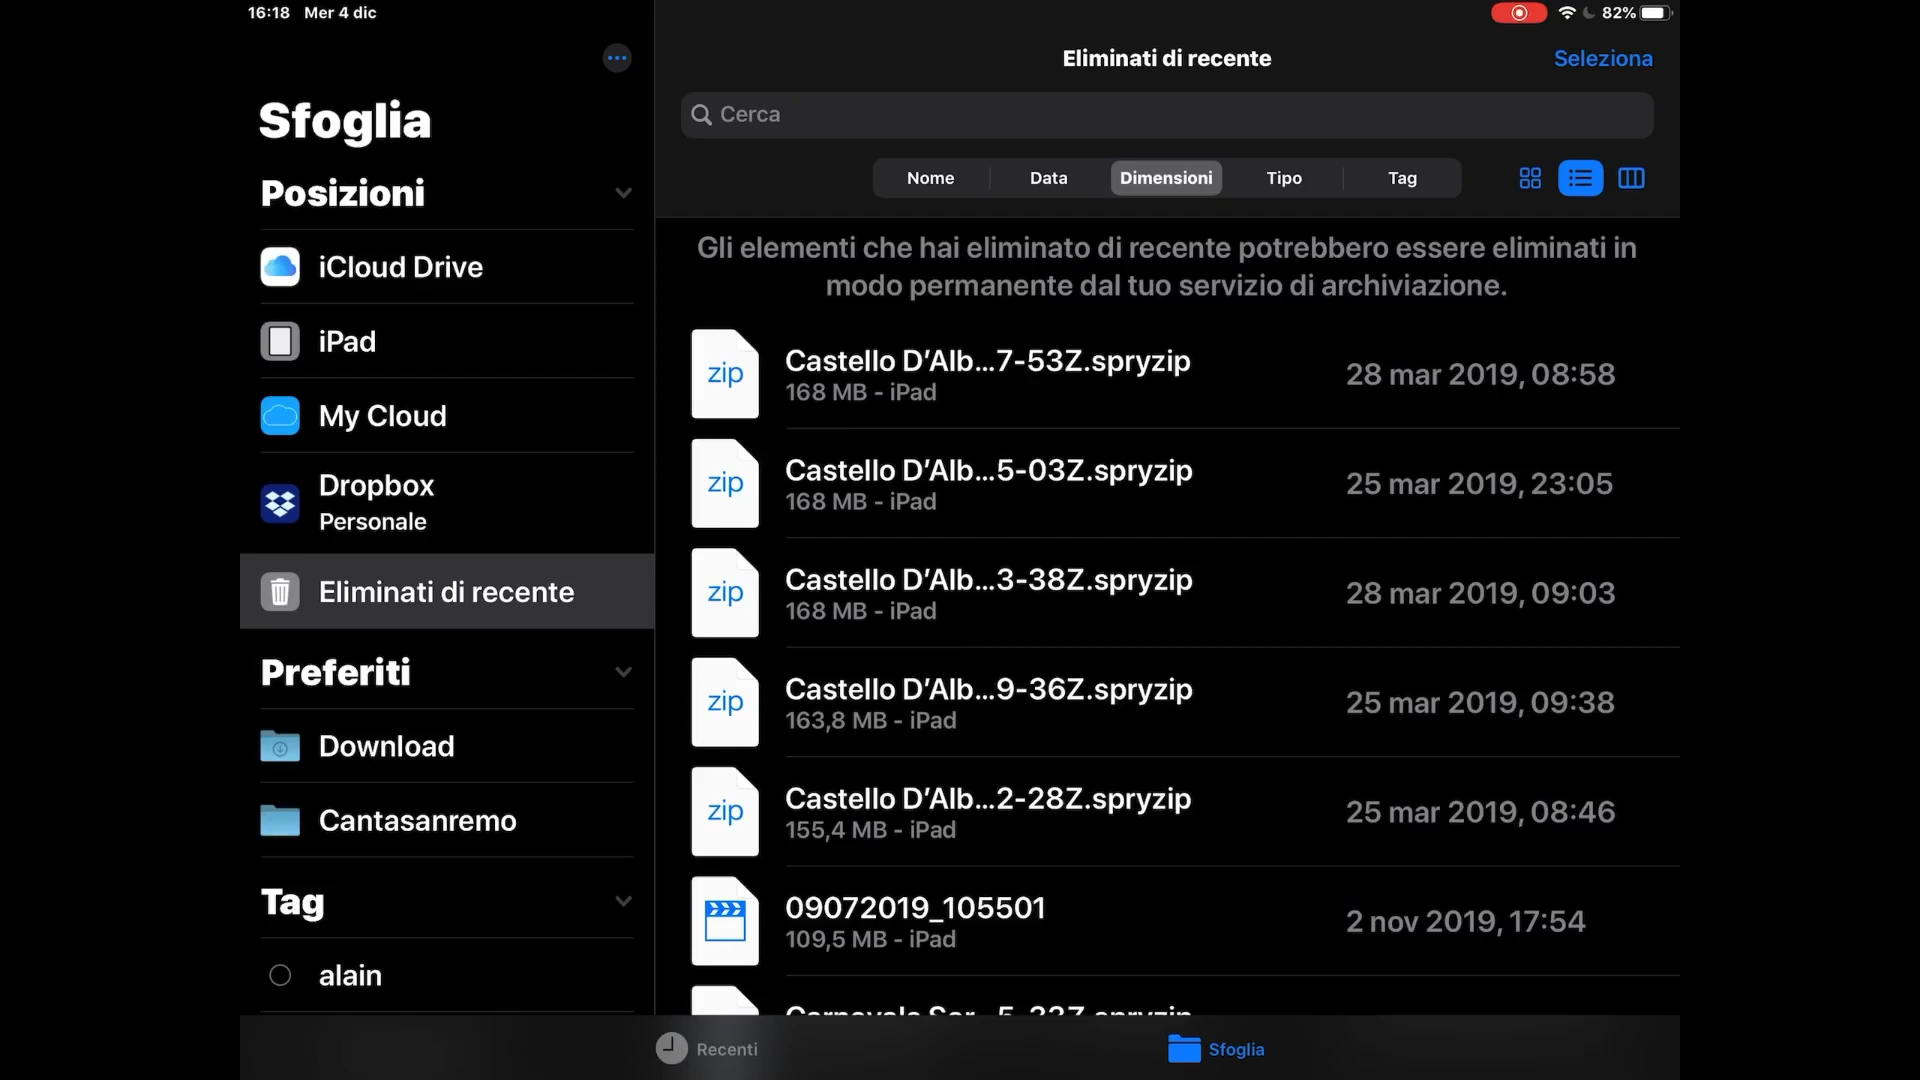 16:18 Mer 4 dic
82%
Sfoglia
Posizioni
iCloud Drive
iPad
My Cloud
Dropbox
Personale
Eliminati di recente
Preferiti
Download
Cantasanremo
Tag
alain
Eliminati di recente
Seleziona
Cerca
Nome
Data
Dimensioni
Tipo
Tag
Gli elementi che hai eliminato di recente potrebbero essere eliminati in
modo permanente dal tuo servizio di archiviazione.
zip
Castello D'Alb...7-53Z.spryzip
168 MB - iPad
28 mar 2019, 08:58
zip
Castello D'Alb...5-03Z.spryzip
168 MB - iPad
25 mar 2019, 23:05
zip
Castello D'Alb...3-38Z.spryzip
168 MB - iPad
28 mar 2019, 09:03
zip
Castello D'Alb...9-36Z.spryzip
163,8 MB - iPad
25 mar 2019, 09:38
zip
Castello D'Alb...2-28Z.spryzip
155,4 MB - iPad
25 mar 2019, 08:46
09072019_105501
109,5 MB - iPad
2 nov 2019, 17:54
Recenti
Sfoglia